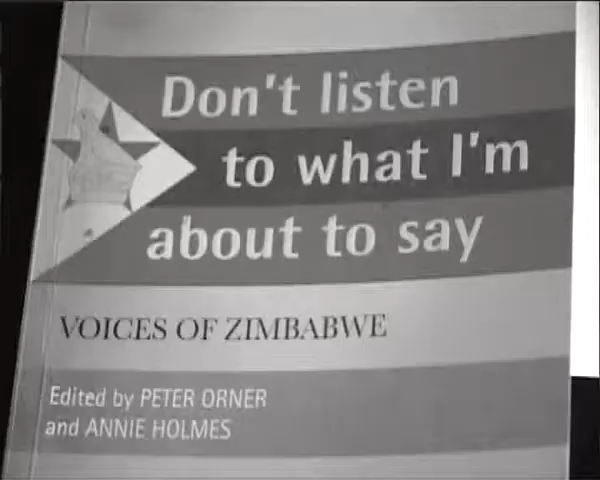 Don't listen
to what I'm
about to say
VOICES OF ZIMBABWE
Edited by PETER ORNER
and ANNIE HOLMES